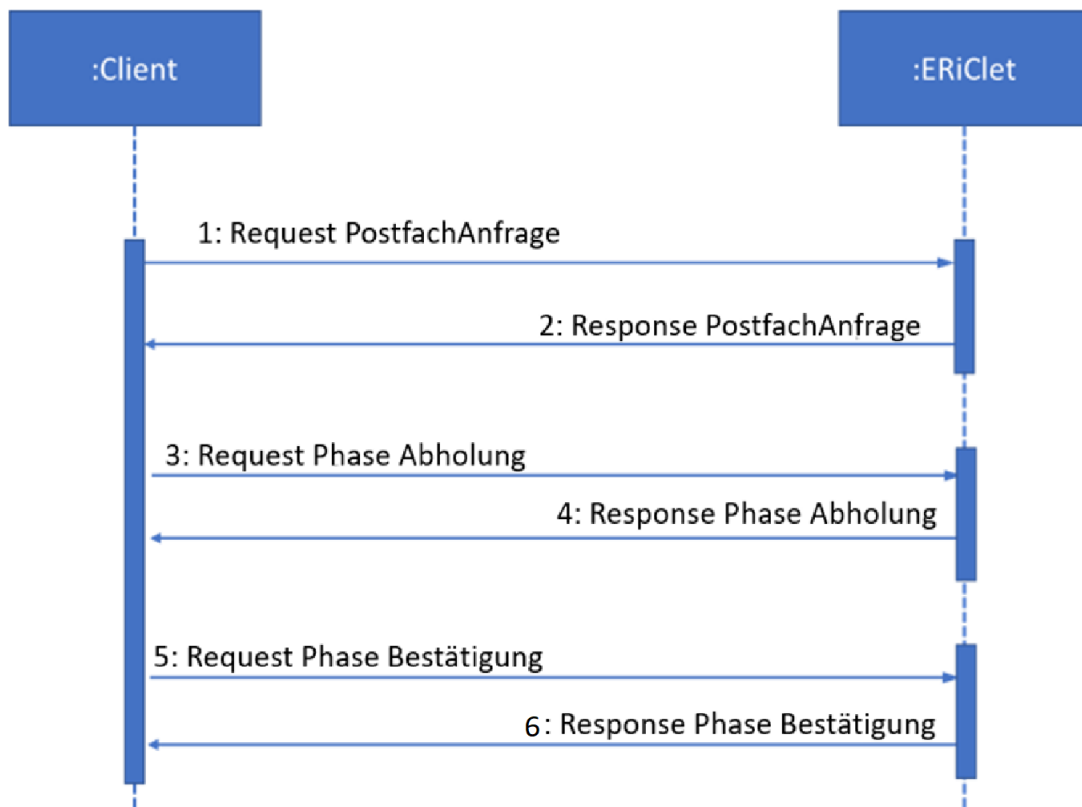 :Client
:ERiClet
1: Request PostfachAnfrage
2: Response PostfachAnfrage
3: Request Phase Abholung
4: Response Phase Abholung
5: Request Phase Bestätigung
6: Response Phase Bestätigung